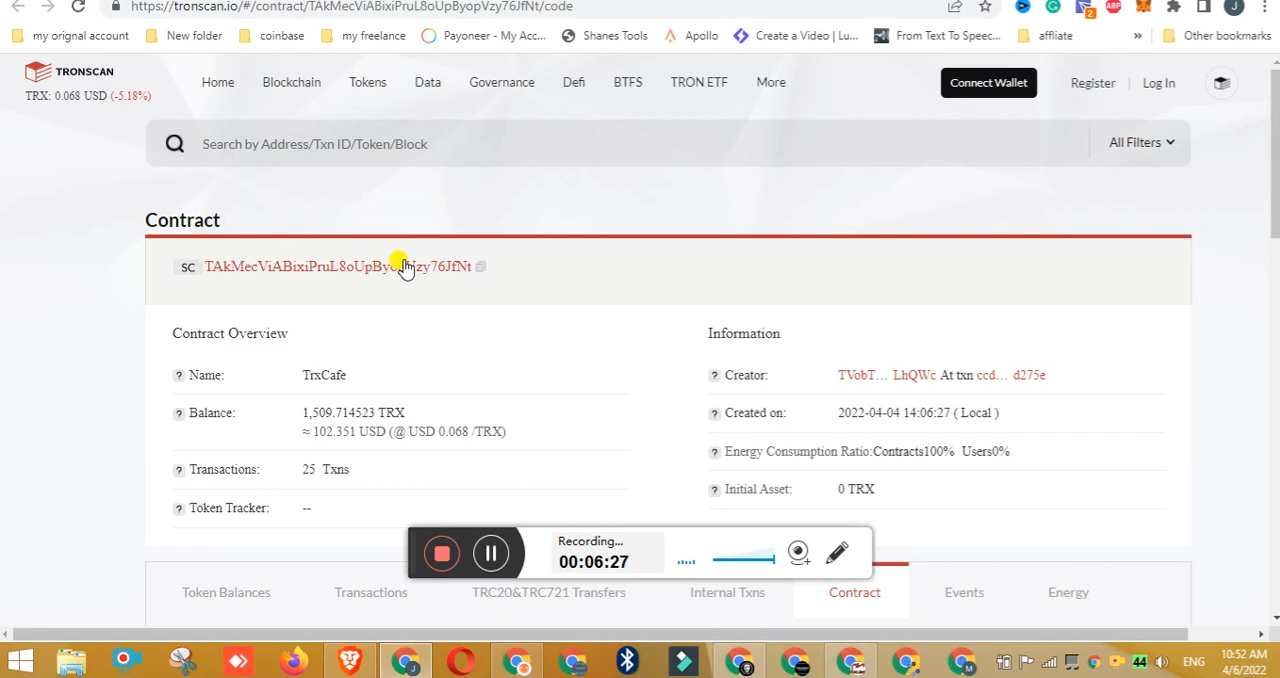 https://tronscan.io/#/contract/TAkMecViABixiPruL8oUpByopVzy76JfNt/code
my orignal account New folder coinbase my freelance Payoneer - My Acc... Shanes Tools Apollo Create a Video | Lu... From Text To Speec... affliate » Other bookmarks
TRONSCAN
TRX: 0.068 USD (-5.18%)
Home Blockchain Tokens Data Governance Defi BTFS TRON ETF More Connect Wallet Register Log In
Search by Address/Txn ID/Token/Block All Filters
Contract
SC TAkMecViABixiPruL8oUpByopVzy76JfNt
Contract Overview Information
? Name: TrxCafe ? Creator: TVobT... LhQWc At txn ccd... d275e
? Balance: 1,509.714523 TRX ? Created on: 2022-04-04 14:06:27 ( Local )
≈ 102.351 USD (@ USD 0.068 /TRX) ? Energy Consumption Ratio:Contracts100% Users0%
? Transactions: 25 Txns ? Initial Asset: 0 TRX
? Token Tracker: --
Recording...
00:06:27
Token Balances Transactions TRC20&TRC721 Transfers Internal Txns Contract Events Energy
44 ENG 10:52 AM
4/6/2022